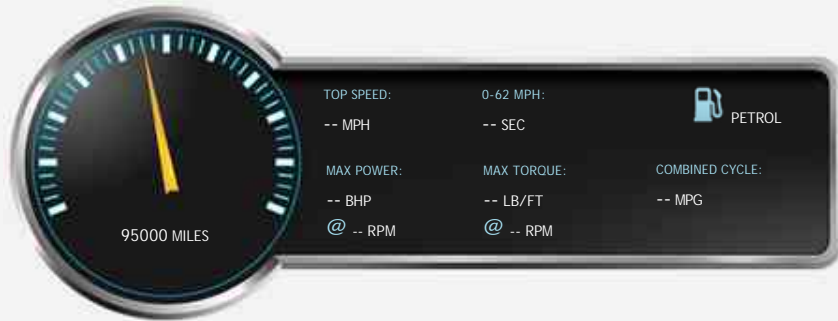 TOP SPEED:
-- MPH
0-62 MPH:
-- SEC
PETROL
MAX POWER:
-- BHP
@ -- RPM
MAX TORQUE:
-- LB/FT
@ -- RPM
COMBINED CYCLE:
-- MPG
95000 MILES